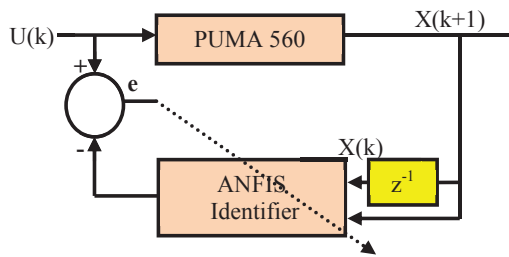 X(k+1)
U(k)
PUMA 560
+
e
-
X(k)
ANFIS
Identifier
z⁻¹